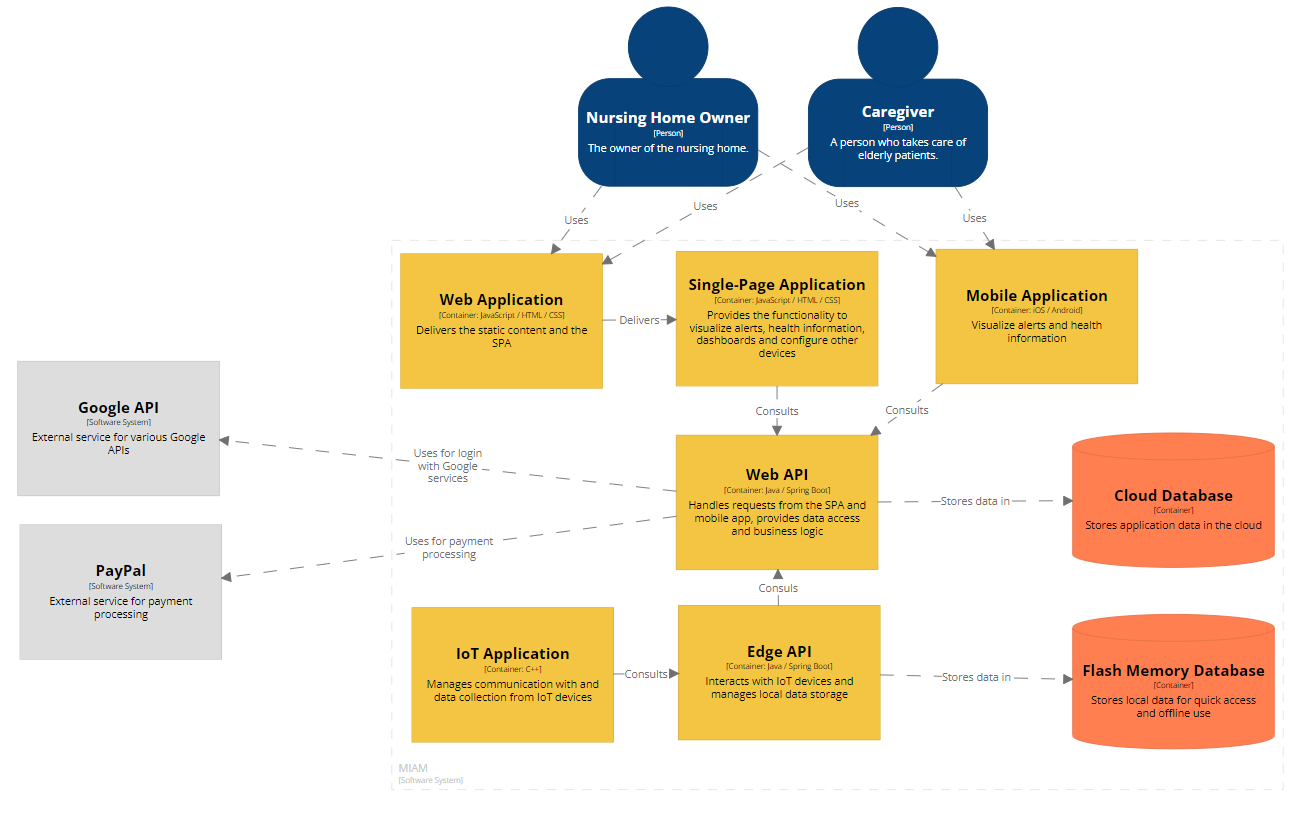 Nursing Home Owner
[Person]
The owner of the nursing home.
Caregiver
[Person]
A person who takes care of
elderly patients.
Uses
Uses
Uses
Uses
Web Application
[Container: JavaScript / HTML / CSS]
Delivers the static content and the
SPA
Delivers
Single-Page Application
[Container: JavaScript / HTML / CSS]
Provides the functionality to
visualize alerts, health information,
dashboards and configure other
devices
Mobile Application
[Container: iOS / Android]
Visualize alerts and health
information
Consults
Consults
Google API
[Software System]
External service for various Google
APIs
Uses for login
with Google
services
Web API
[Container: Java / Spring Boot]
Handles requests from the SPA and
mobile app, provides data access
and business logic
Stores data in
Cloud Database
[Container]
Stores application data in the cloud
PayPal
[Software System]
External service for payment
processing
Uses for payment
processing
Consuls
IoT Application
[Container: C++]
Manages communication with and
data collection from IoT devices
Consults
Edge API
[Container: Java / Spring Boot]
Interacts with IoT devices and
manages local data storage
Stores data in
Flash Memory Database
[Container]
Stores local data for quick access
and offline use
MIAM
[Software System]